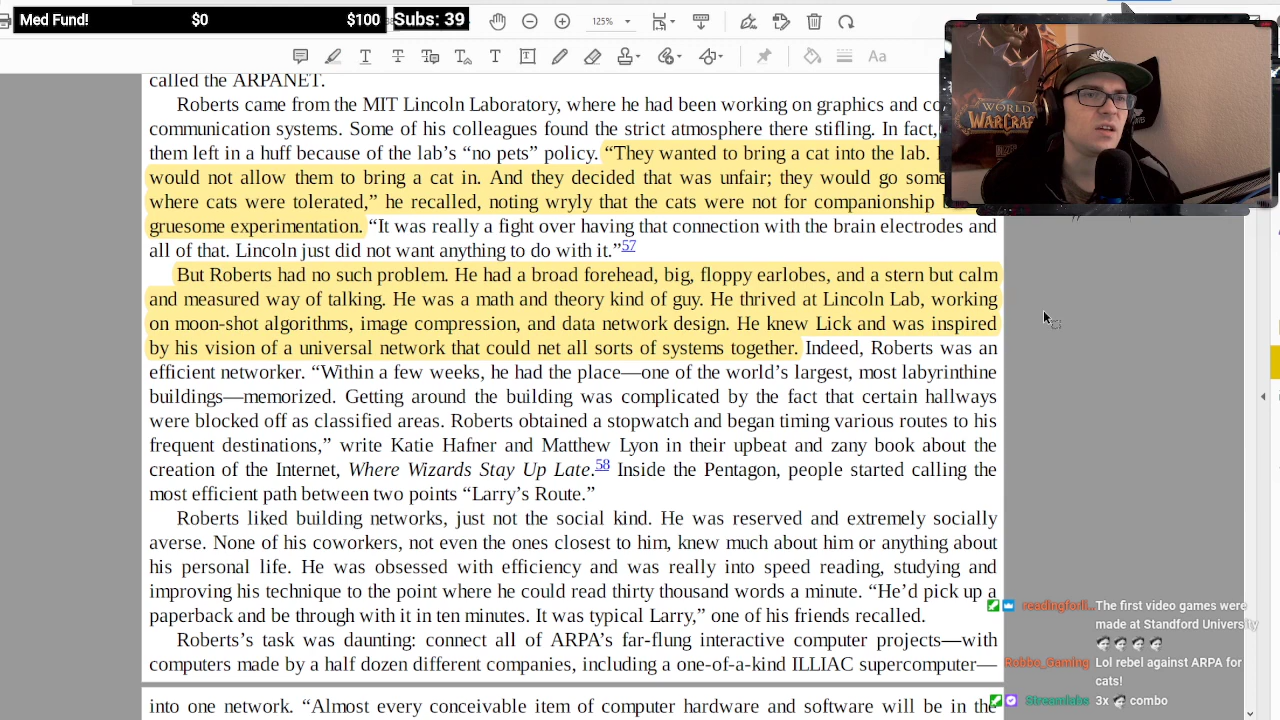 Med Fund! $0 $100 Subs: 39
125%
called the ARPANET.
Roberts came from the MIT Lincoln Laboratory, where he had been working on graphics and
communication systems. Some of his colleagues found the strict atmosphere there stifling. In fact,
them left in a huff because of the lab’s “no pets” policy. “They wanted to bring a cat into the lab.
would not allow them to bring a cat in. And they decided that was unfair; they would go
where cats were tolerated,” he recalled, noting wryly that the cats were not for companionship
gruesome experimentation. “It was really a fight over having that connection with the brain electrodes and
all of that. Lincoln just did not want anything to do with it.”57
But Roberts had no such problem. He had a broad forehead, big, floppy earlobes, and a stern but calm
and measured way of talking. He was a math and theory kind of guy. He thrived at Lincoln Lab, working
on moon-shot algorithms, image compression, and data network design. He knew Lick and was inspired
by his vision of a universal network that could net all sorts of systems together. Indeed, Roberts was an
efficient networker. “Within a few weeks, he had the place—one of the world’s largest, most labyrinthine
buildings—memorized. Getting around the building was complicated by the fact that certain hallways
were blocked off as classified areas. Roberts obtained a stopwatch and began timing various routes to his
frequent destinations,” write Katie Hafner and Matthew Lyon in their upbeat and zany book about the
creation of the Internet, Where Wizards Stay Up Late.58 Inside the Pentagon, people started calling the
most efficient path between two points “Larry’s Route.”
Roberts liked building networks, just not the social kind. He was reserved and extremely socially
averse. None of his coworkers, not even the ones closest to him, knew much about him or anything about
his personal life. He was obsessed with efficiency and was really into speed reading, studying and
improving his technique to the point where he could read thirty thousand words a minute. “He’d pick up a
paperback and be through with it in ten minutes. It was typical Larry,” one of his friends recalled.
Roberts’s task was daunting: connect all of ARPA’s far-flung interactive computer projects—with
computers made by a half dozen different companies, including a one-of-a-kind ILLIAC supercomputer—
into one network. “Almost every conceivable item of computer hardware and software will be in the
WORLD
WARCRAFT
readingforli... The first video games were
made at Standford University
Robbo_Gaming Lol rebel against ARPA for
cats!
Streamlabs 3x combo